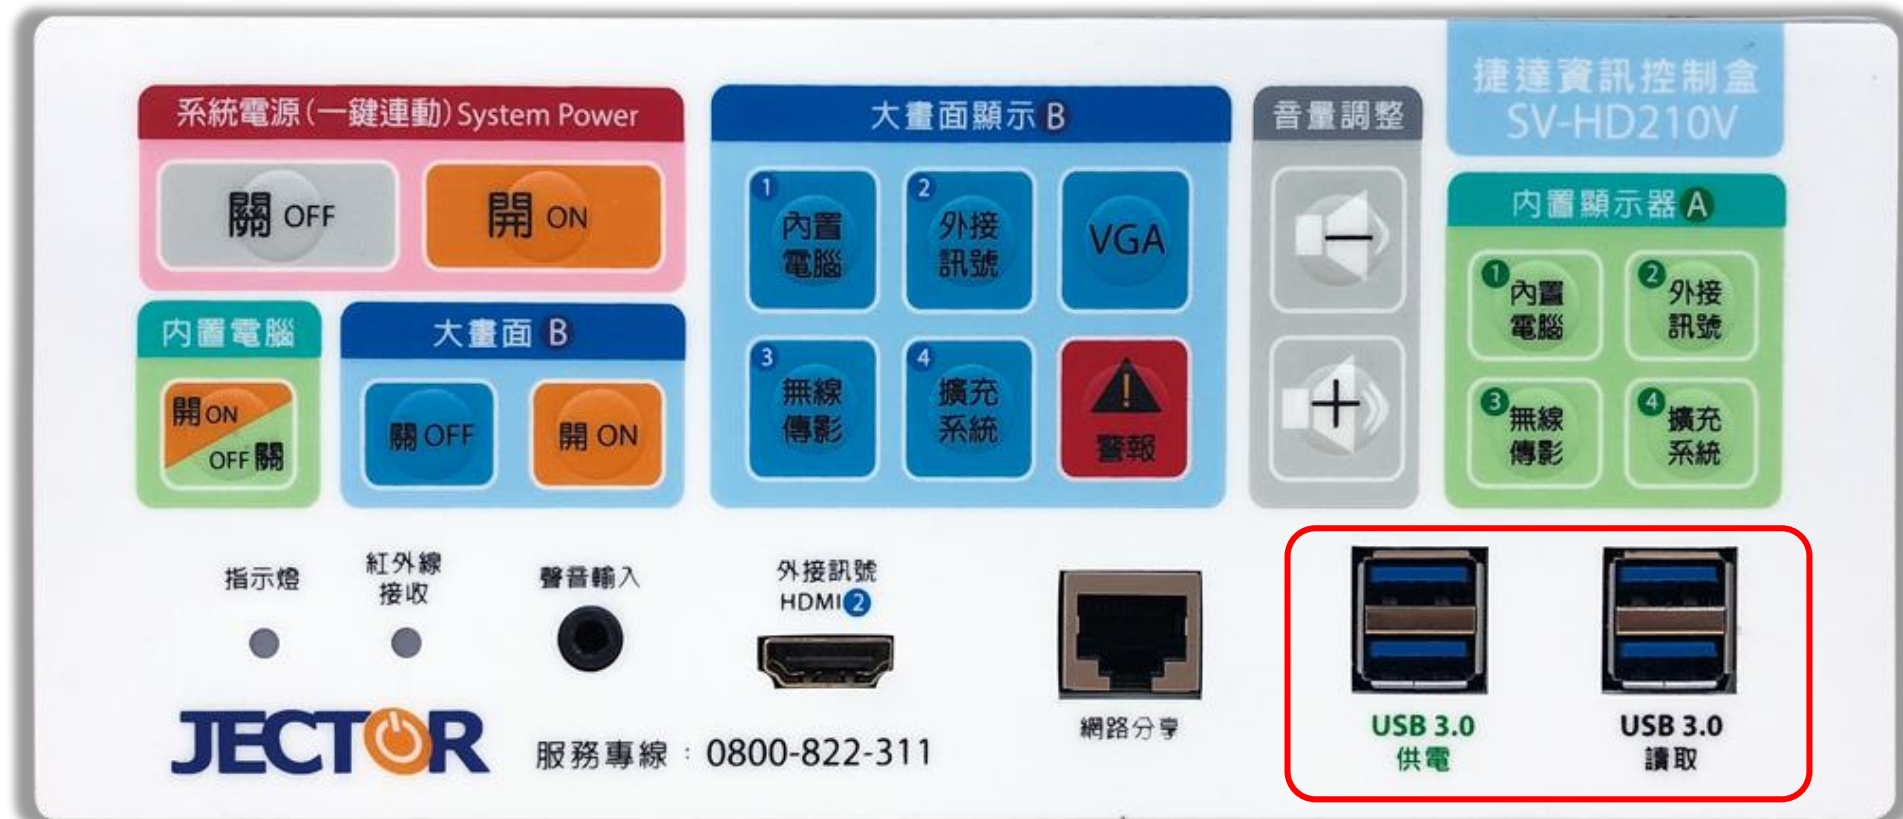 捷達資訊控制盒
SV-HD210V
系統電源(一鍵連動)System Power
關 OFF
開 ON
內置電腦
開 ON
OFF 關
大畫面 B
關 OFF
開 ON
大畫面顯示 B
1
內置
電腦
2
外接
訊號
VGA
3
無線
傳影
4
擴充
系統
警報
音量調整
內置顯示器 A
1
內置
電腦
2
外接
訊號
3
無線
傳影
4
擴充
系統
指示燈
紅外線
接收
聲音輸入
外接訊號
HDMI 2
網路分享
USB 3.0
供電
USB 3.0
讀取
JECTOR
服務專線：0800-822-311